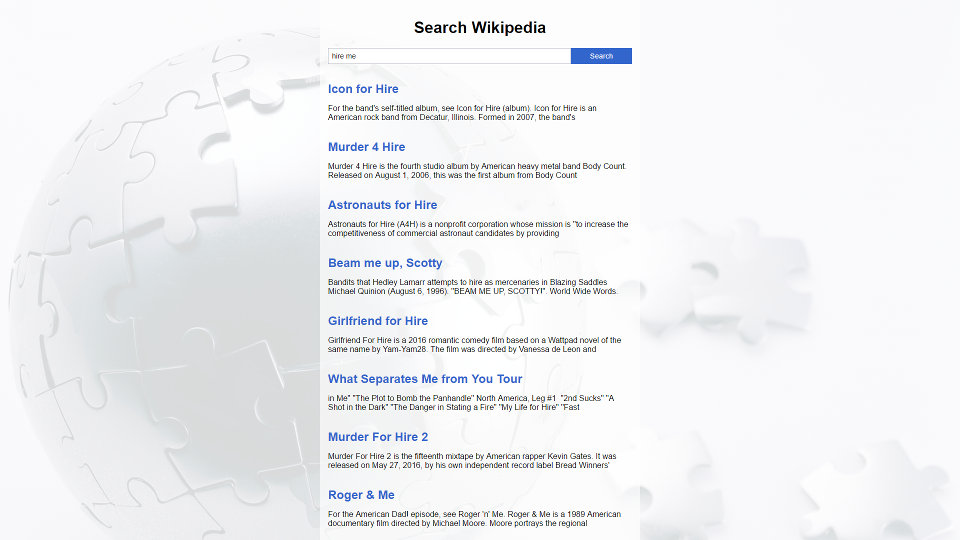 Search Wikipedia
hire me
Search
Icon for Hire
For the band's self-titled album, see Icon for Hire (album). Icon for Hire is an
American rock band from Decatur, Illinois. Formed in 2007, the band's
Murder 4 Hire
Murder 4 Hire is the fourth studio album by American heavy metal band Body Count.
Released on August 1, 2006, this was the first album from Body Count
Astronauts for Hire
Astronauts for Hire (A4H) is a nonprofit corporation whose mission is "to increase the
competitiveness of commercial astronaut candidates by providing
Beam me up, Scotty
Bandits that Hedley Lamarr attempts to hire as mercenaries in Blazing Saddles
Michael Quinion (August 6, 1996). "BEAM ME UP, SCOTTY!". World Wide Words.
Girlfriend for Hire
Girlfriend For Hire is a 2016 romantic comedy film based on a Wattpad novel of the
same name by Yam-Yam28. The film was directed by Vanessa de Leon and
What Separates Me from You Tour
in Me" "The Plot to Bomb the Panhandle" North America, Leg #1 "2nd Sucks" "A
Shot in the Dark" "The Danger in Stating a Fire" "My Life for Hire" "Fast
Murder For Hire 2
Murder For Hire 2 is the fifteenth mixtape by American rapper Kevin Gates. It was
released on May 27, 2016, by his own independent record label Bread Winners'
Roger & Me
For the American Dad! episode, see Roger 'n' Me. Roger & Me is a 1989 American
documentary film directed by Michael Moore. Moore portrays the regional